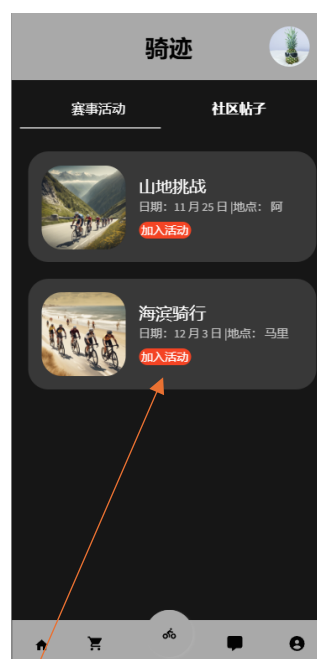 骑迹
赛事活动 社区帖子
山地挑战
日期：11月25日|地点：阿
加入活动
海滨骑行
日期：12月3日|地点：马里
加入活动